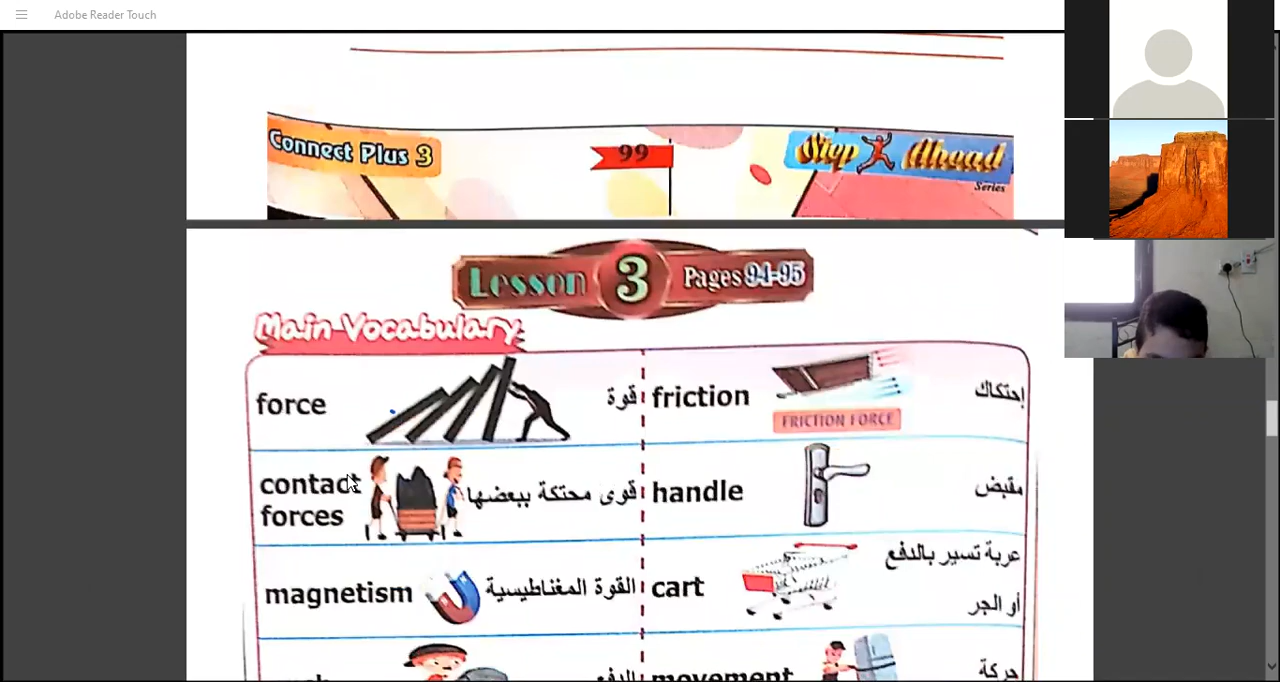 Adobe Reader Touch
Connect Plus 3
99
Step Ahead
Series
Lesson 3 Pages 94-95
Main Vocabulary
force قوة
friction إحتكاك
FRICTION FORCE
contact forces قوى محتكة ببعضها
handle مقبض
magnetism القوة المغناطيسية
cart عربة تسير بالدفع
أو الجر
الدفع
movement حركة